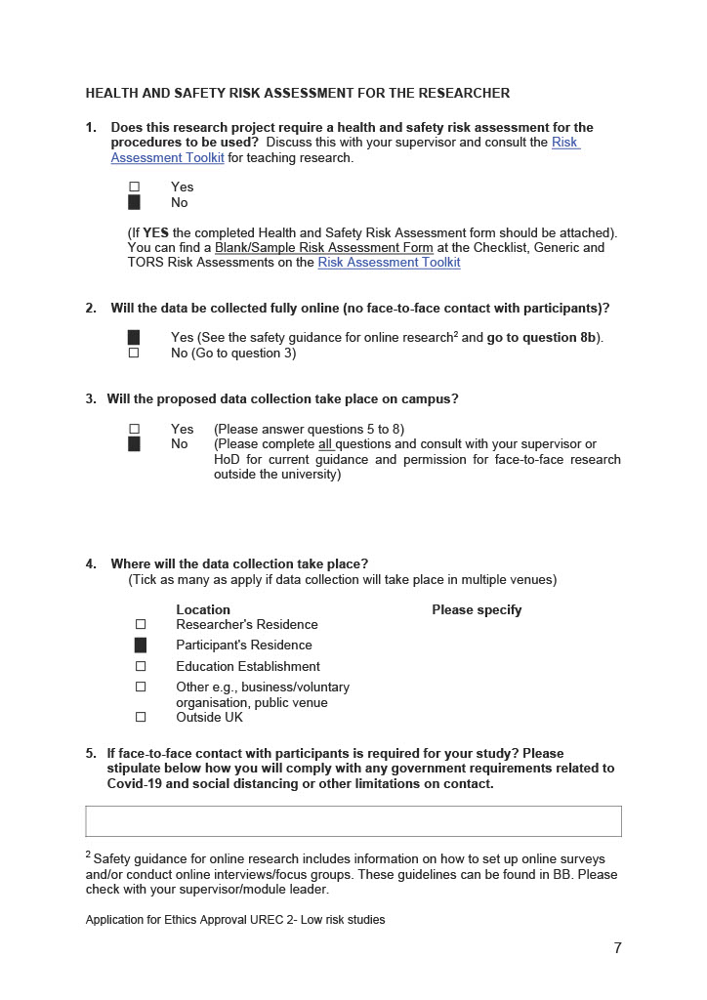 HEALTH AND SAFETY RISK ASSESSMENT FOR THE RESEARCHER
1. Does this research project require a health and safety risk assessment for the
procedures to be used? Discuss this with your supervisor and consult the Risk
Assessment Toolkit for teaching research.
☐ Yes
■ No
(If YES the completed Health and Safety Risk Assessment form should be attached).
You can find a Blank/Sample Risk Assessment Form at the Checklist, Generic and
TORS Risk Assessments on the Risk Assessment Toolkit
2. Will the data be collected fully online (no face-to-face contact with participants)?
■ Yes (See the safety guidance for online research2 and go to question 8b).
☐ No (Go to question 3)
3. Will the proposed data collection take place on campus?
☐ Yes (Please answer questions 5 to 8)
■ No (Please complete all questions and consult with your supervisor or
HoD for current guidance and permission for face-to-face research
outside the university)
4. Where will the data collection take place?
(Tick as many as apply if data collection will take place in multiple venues)
Location Please specify
☐ Researcher's Residence
■ Participant's Residence
☐ Education Establishment
☐ Other e.g., business/voluntary
organisation, public venue
☐ Outside UK
5. If face-to-face contact with participants is required for your study? Please
stipulate below how you will comply with any government requirements related to
Covid-19 and social distancing or other limitations on contact.
2 Safety guidance for online research includes information on how to set up online surveys
and/or conduct online interviews/focus groups. These guidelines can be found in BB. Please
check with your supervisor/module leader.
Application for Ethics Approval UREC 2- Low risk studies
7